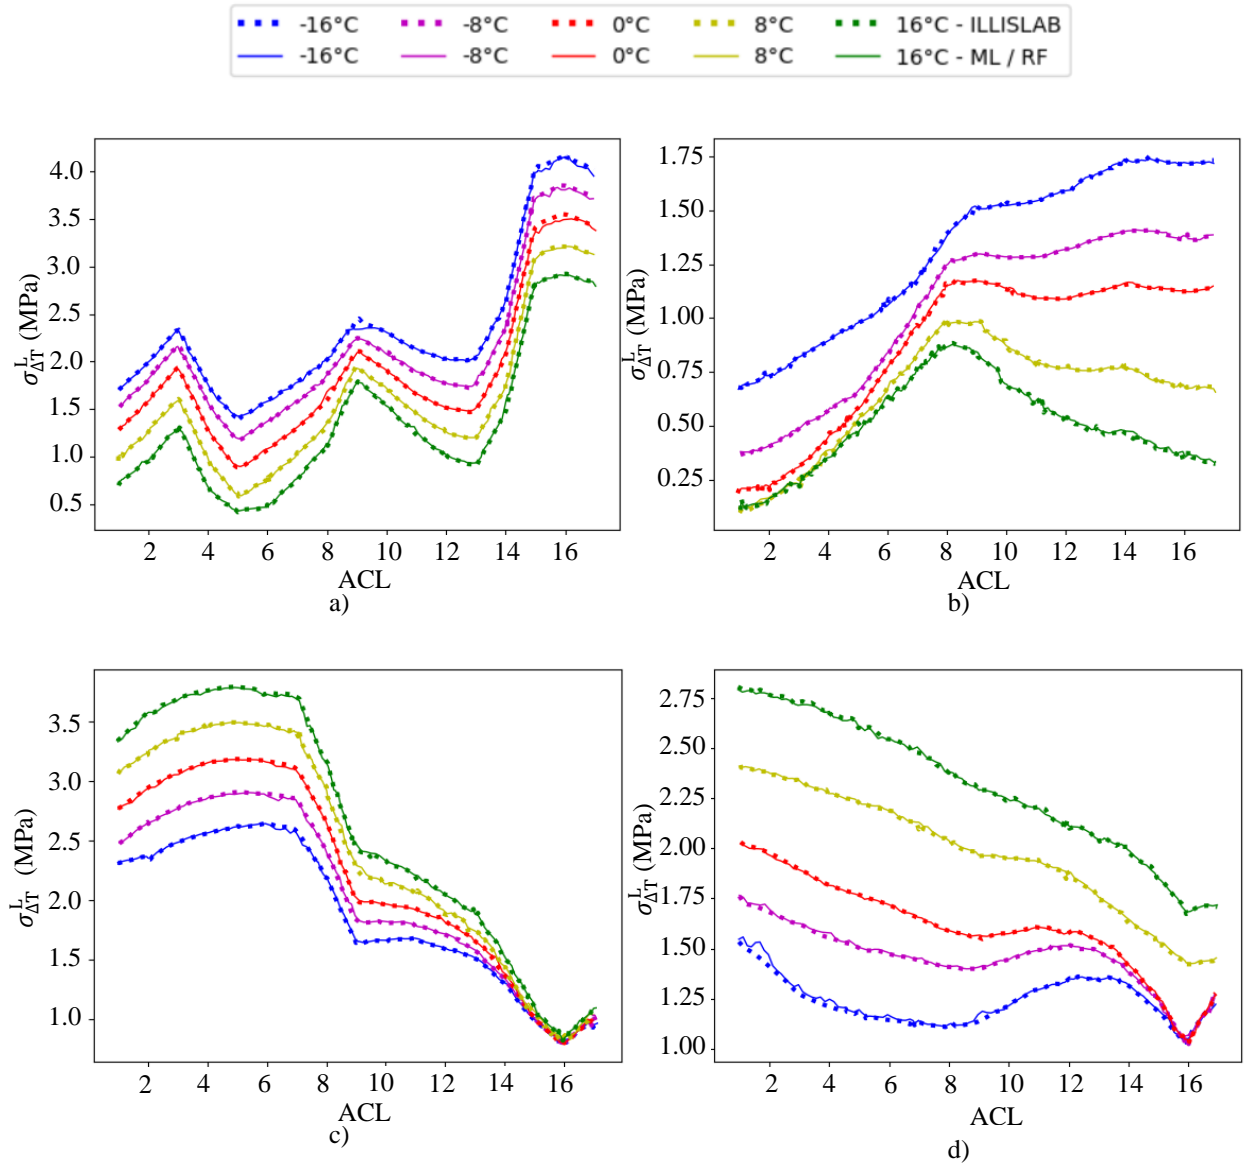 -16°C -8°C 0°C 8°C 16°C - ILLISLAB
-16°C -8°C 0°C 8°C 16°C - ML / RF
σ^L_ΔT (MPa)
4.0
3.5
3.0
2.5
2.0
1.5
1.0
0.5
2 4 6 8 10 12 14 16
ACL
a)
σ^L_ΔT (MPa)
1.75
1.50
1.25
1.00
0.75
0.50
0.25
2 4 6 8 10 12 14 16
ACL
b)
σ^L_ΔT (MPa)
3.5
3.0
2.5
2.0
1.5
1.0
2 4 6 8 10 12 14 16
ACL
c)
σ^L_ΔT (MPa)
2.75
2.50
2.25
2.00
1.75
1.50
1.25
1.00
2 4 6 8 10 12 14 16
ACL
d)